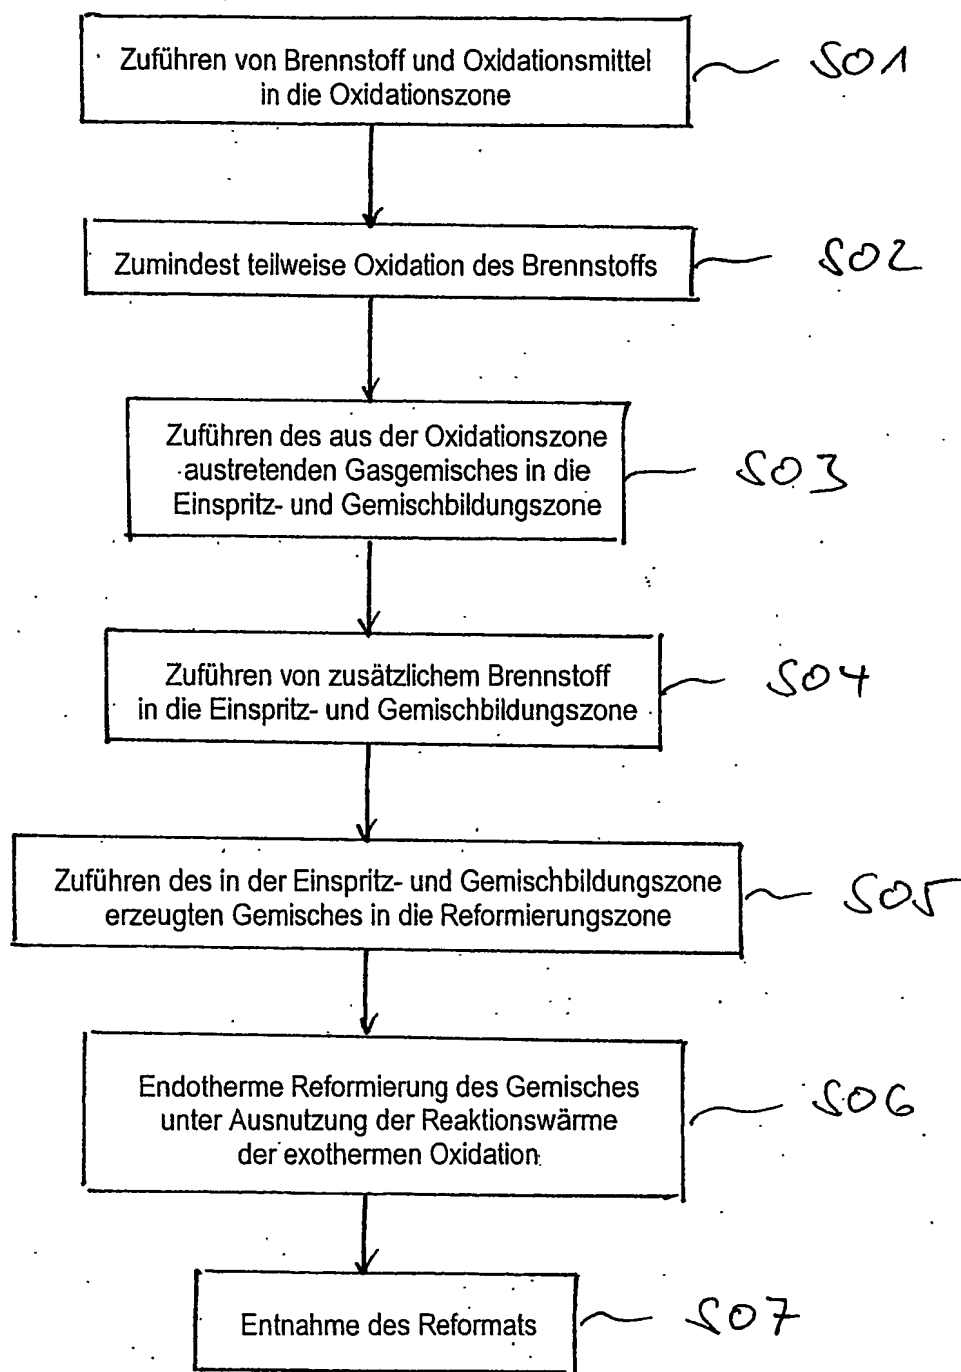 Zuführen von Brennstoff und Oxidationsmittel
in die Oxidationszone
S01
Zumindest teilweise Oxidation des Brennstoffs
S02
Zuführen des aus der Oxidationszone
austretenden Gasgemisches in die
Einspritz- und Gemischbildungszone
S03
Zuführen von zusätzlichem Brennstoff
in die Einspritz- und Gemischbildungszone
S04
Zuführen des in der Einspritz- und Gemischbildungszone
erzeugten Gemisches in die Reformierungszone
S05
Endotherme Reformierung des Gemisches
unter Ausnutzung der Reaktionswärme
der exothermen Oxidation
S06
Entnahme des Reformats
S07